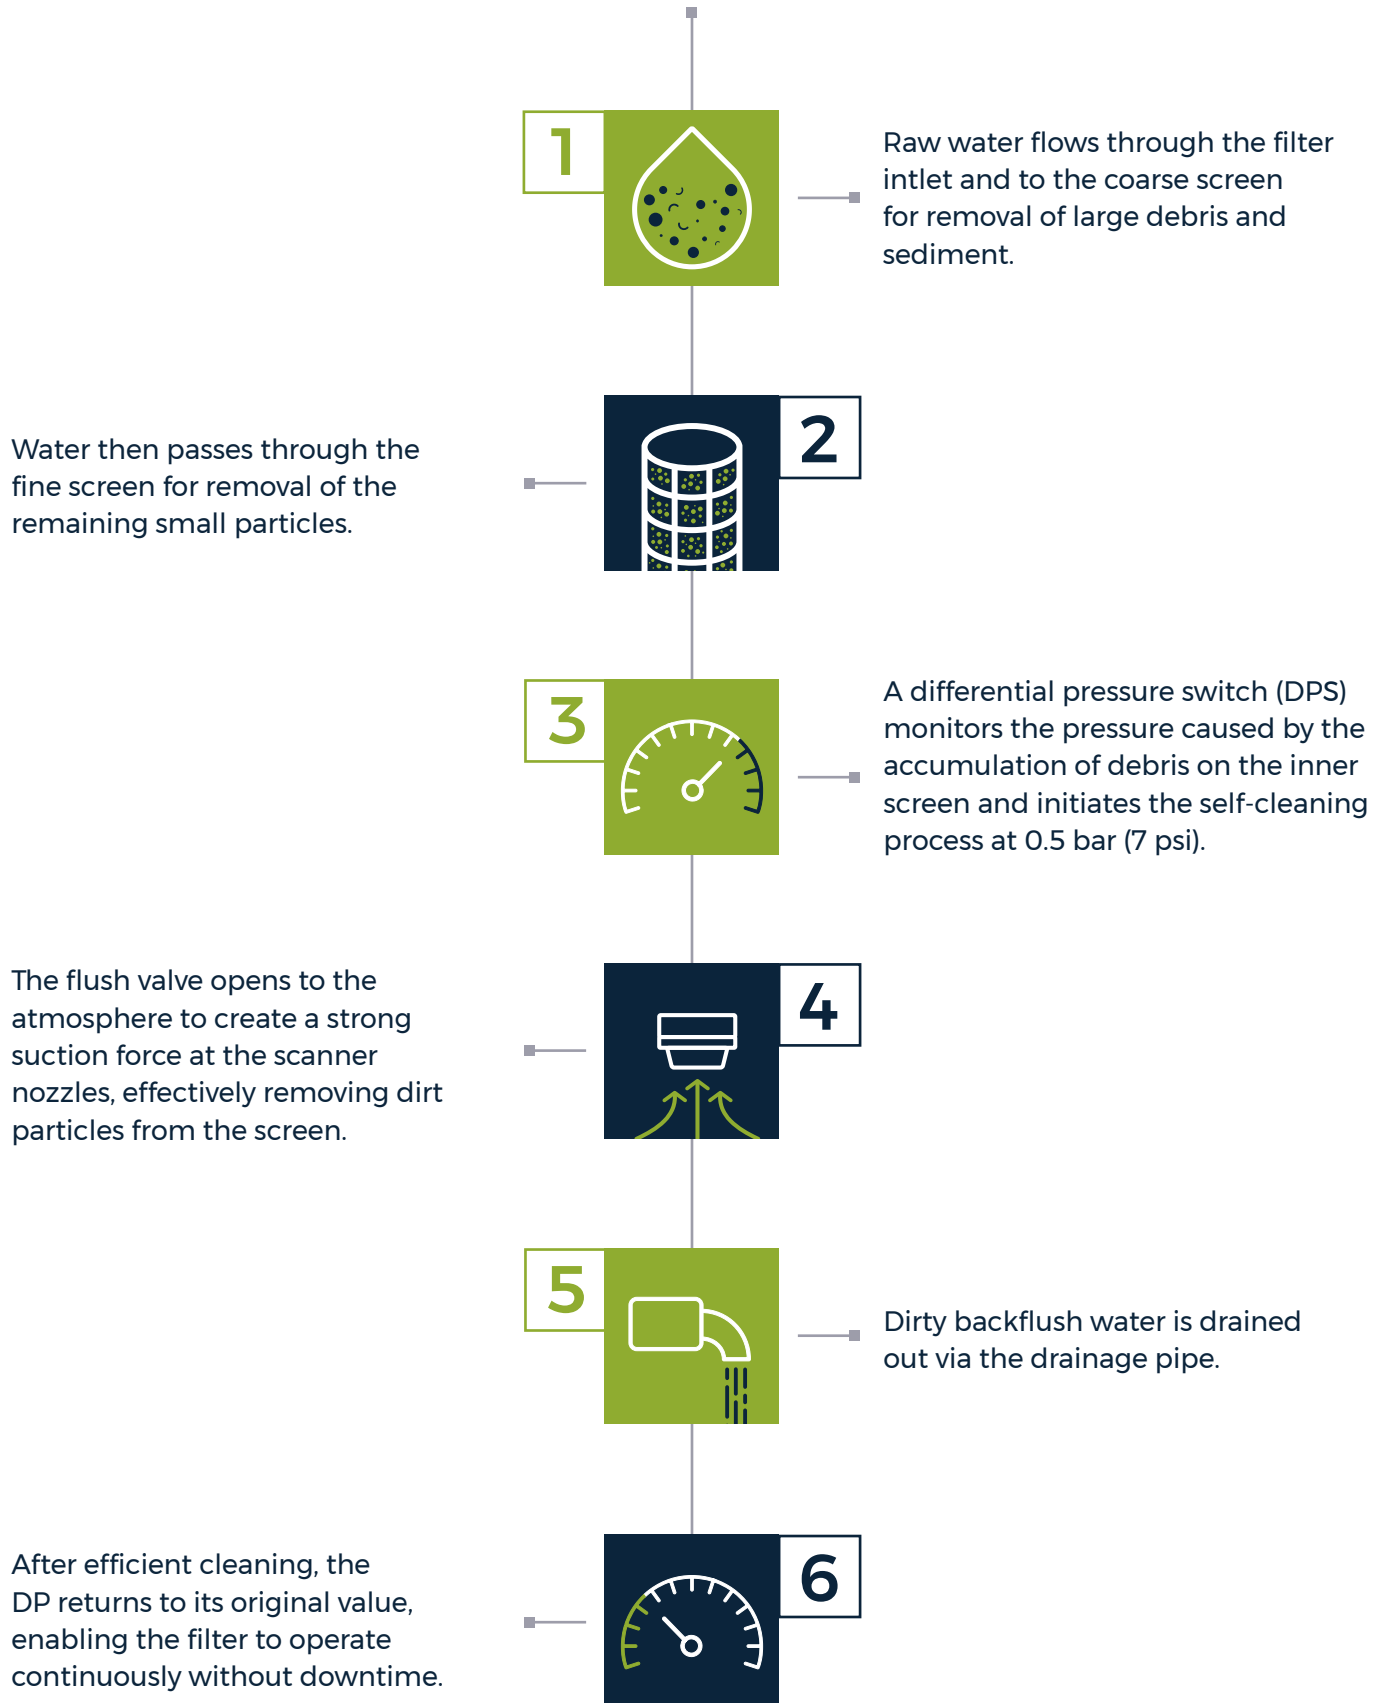 1
Raw water flows through the filter
intlet and to the coarse screen
for removal of large debris and
sediment.
2
Water then passes through the
fine screen for removal of the
remaining small particles.
3
A differential pressure switch (DPS)
monitors the pressure caused by the
accumulation of debris on the inner
screen and initiates the self-cleaning
process at 0.5 bar (7 psi).
4
The flush valve opens to the
atmosphere to create a strong
suction force at the scanner
nozzles, effectively removing dirt
particles from the screen.
5
Dirty backflush water is drained
out via the drainage pipe.
6
After efficient cleaning, the
DP returns to its original value,
enabling the filter to operate
continuously without downtime.